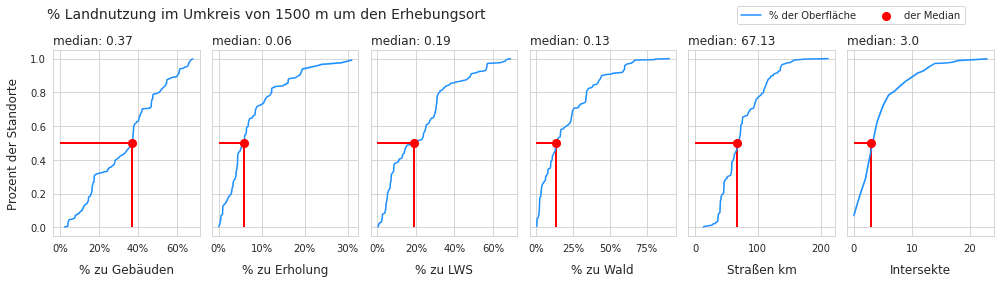 % Landnutzung im Umkreis von 1500 m um den Erhebungsort
% der Oberfläche der Median
median: 0.37 median: 0.06 median: 0.19 median: 0.13 median: 67.13 median: 3.0
Prozent der Standorte
1.0
0.8
0.6
0.4
0.2
0.0
0% 20% 40% 60% 0% 10% 20% 30% 0% 20% 40% 60% 0% 25% 50% 75% 0 100 200 0 10 20
% zu Gebäuden % zu Erholung % zu LWS % zu Wald Straßen km Intersekte